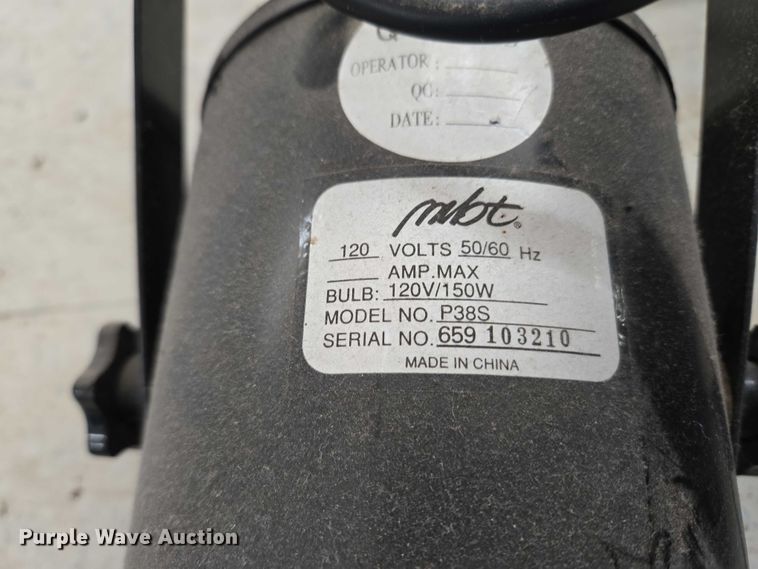 OPERATOR:
QC:
DATE:
mbt®
120 VOLTS 50/60 Hz
AMP.MAX
BULB: 120V/150W
MODEL NO. P38S
SERIAL NO. 659 103210
MADE IN CHINA
Purple Wave Auction